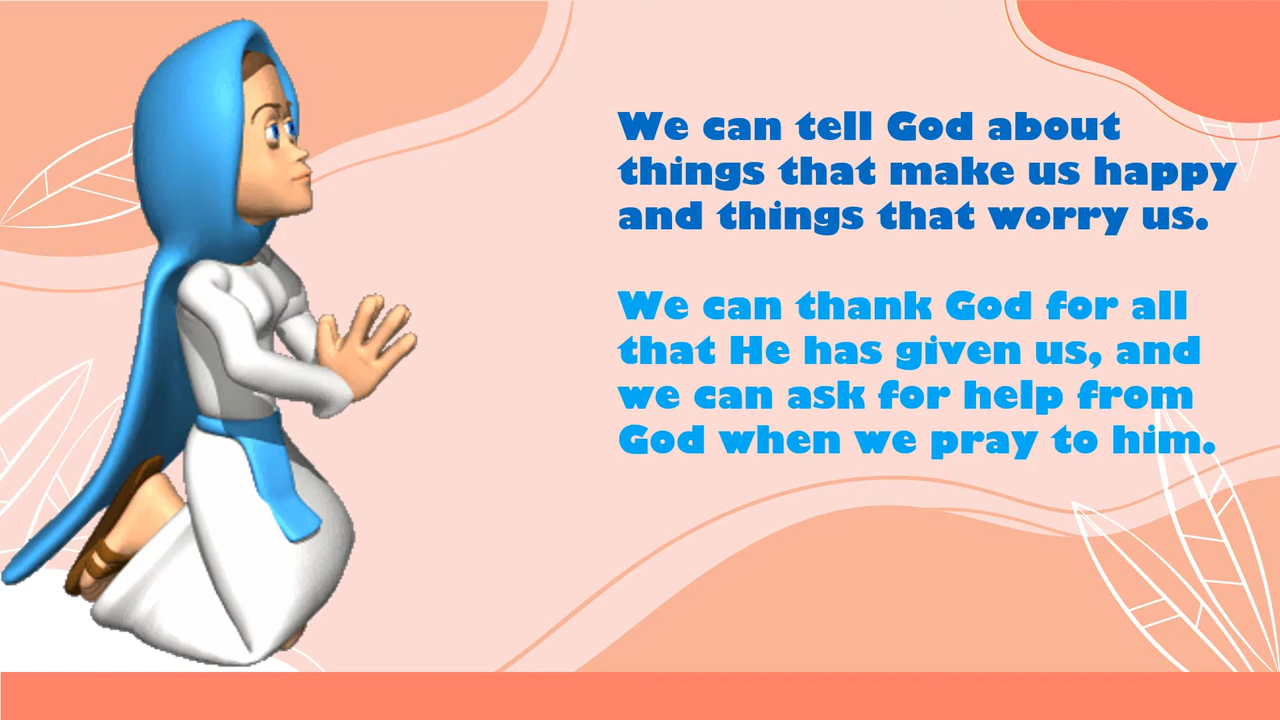 We can tell God about
things that make us happy
and things that worry us.
We can thank God for all
that He has given us, and
we can ask for help from
God when we pray to him.